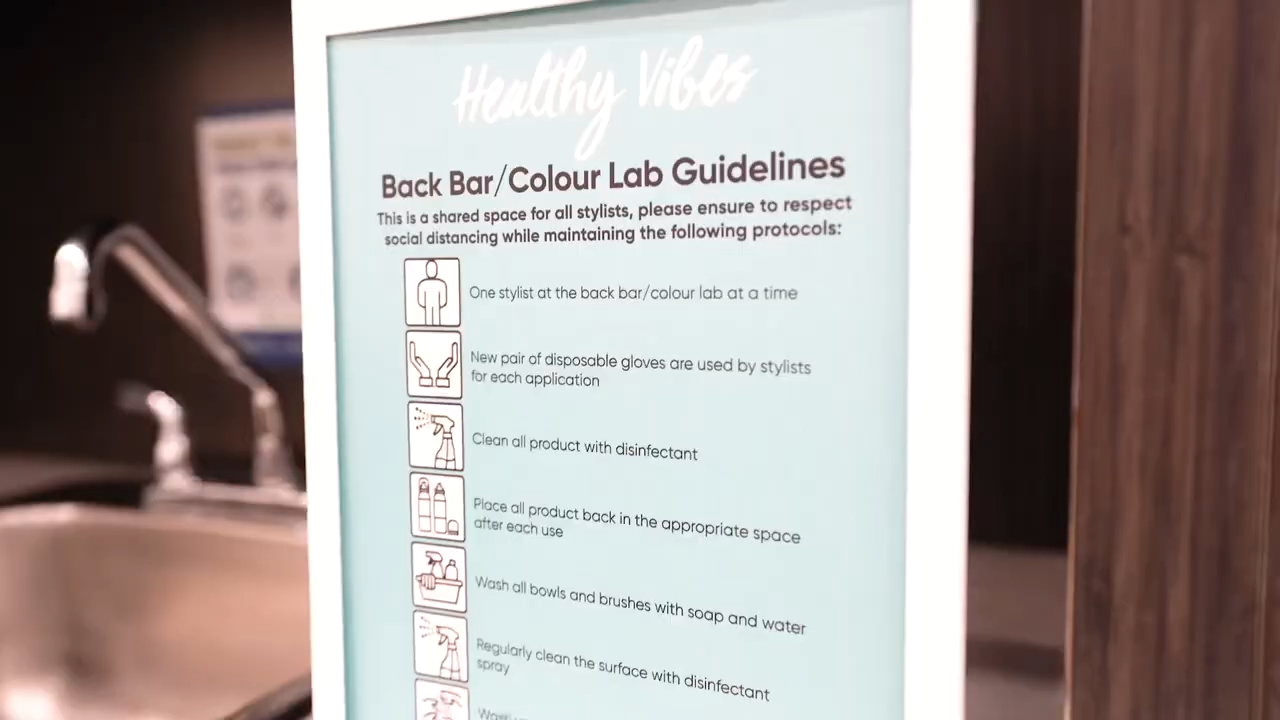 Healthy Vibes
Back Bar/Colour Lab Guidelines
This is a shared space for all stylists, please ensure to respect
social distancing while maintaining the following protocols:
One stylist at the back bar/colour lab at a time
New pair of disposable gloves are used by stylists
for each application
Clean all product with disinfectant
Place all product back in the appropriate space
after each use
Wash all bowls and brushes with soap and water
Regularly clean the surface with disinfectant
spray